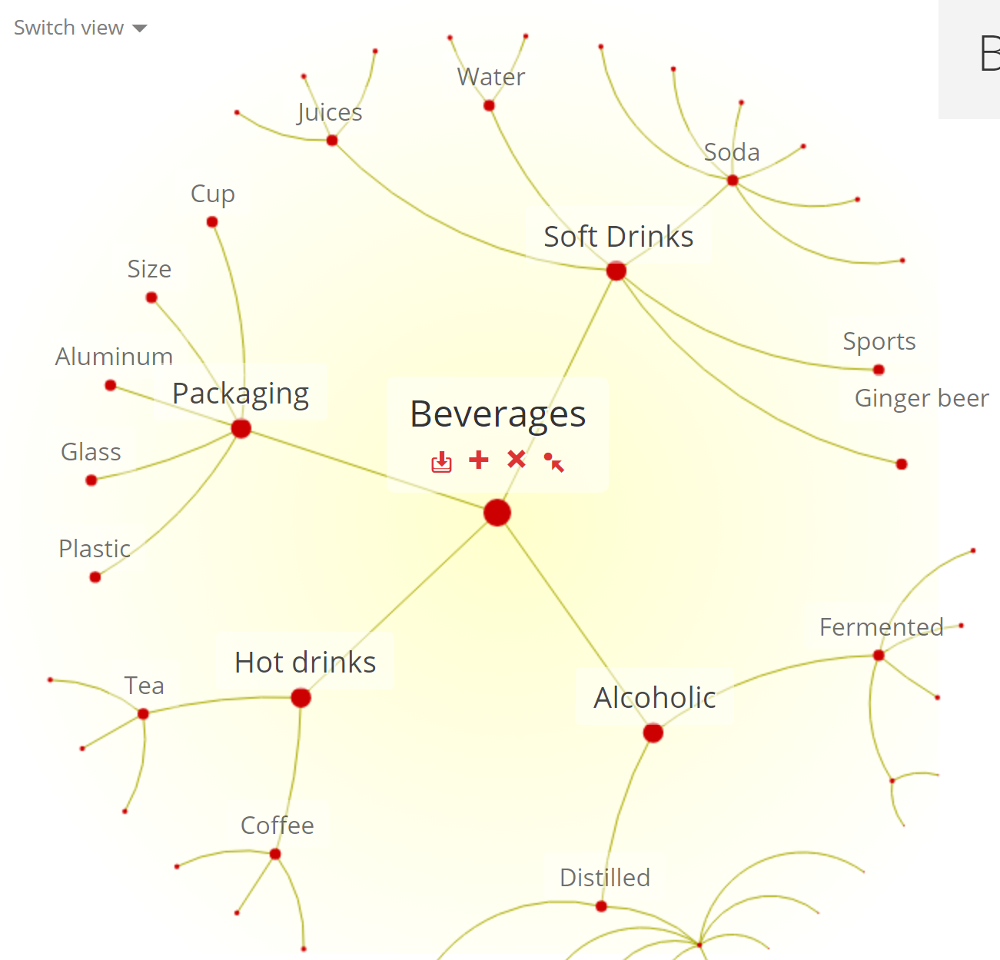 Switch view
B
Water
Juices
Soda
Cup
Soft Drinks
Size
Sports
Aluminum
Packaging
Ginger beer
Beverages
Glass
Plastic
Fermented
Hot drinks
Tea
Alcoholic
Coffee
Distilled